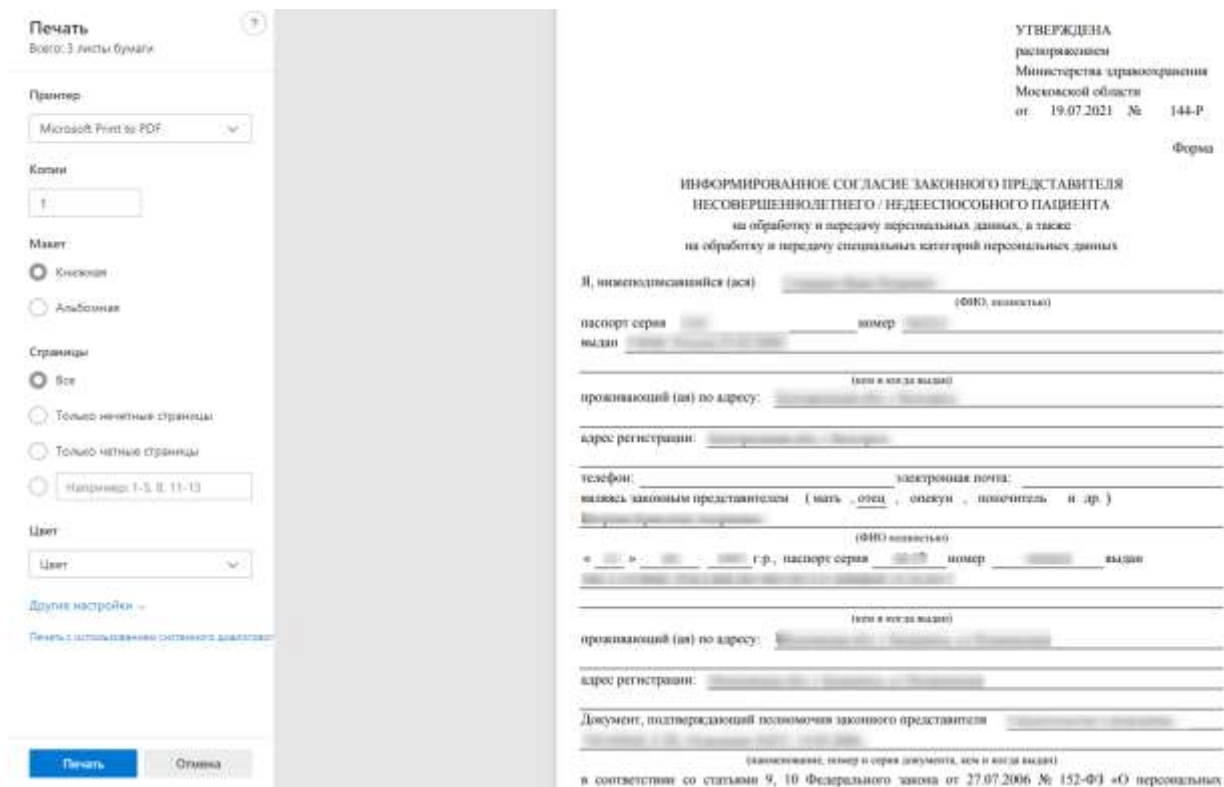 Печать
?
Всего: 3 листы бумаги
Принтер
Microsoft Print to PDF
Копии
1
Макет
Книжная
Альбомная
Страницы
Все
Только нечетные страницы
Только четные страницы
Например: 1-5, 8, 11-13
Цвет
Цвет
Другие настройки
Печать с использованием системного диалогового
Печать
Отмена
УТВЕРЖДЕНА
распоряжением
Министерства здравоохранения
Московской области
от 19.07.2021 № 144-Р
Форма
ИНФОРМИРОВАННОЕ СОГЛАСИЕ ЗАКОННОГО ПРЕДСТАВИТЕЛЯ
НЕСОВЕРШЕННОЛЕТНЕГО / НЕДЕЕСПОСОБНОГО ПАЦИЕНТА
на обработку и передачу персональных данных, а также
на обработку и передачу специальных категорий персональных данных
Я, нижеподписавшийся (аяся)
(ФИО, полностью)
паспорт серия номер
выдан
(кем и когда выдан)
проживающий (ая) по адресу:
адрес регистрации:
телефон: электронная почта:
являясь законным представителем ( мать , отец , опекун , попечитель и др. )
(ФИО полностью)
« » г.р., паспорт серия номер выдан
(кем и когда выдан)
проживающий (ая) по адресу:
адрес регистрации:
Документ, подтверждающий полномочия законного представителя
(наименование, номер и серия документа, кем и когда выдан)
в соответствии со статьями 9, 10 Федерального закона от 27.07.2006 № 152-ФЗ «О персональных